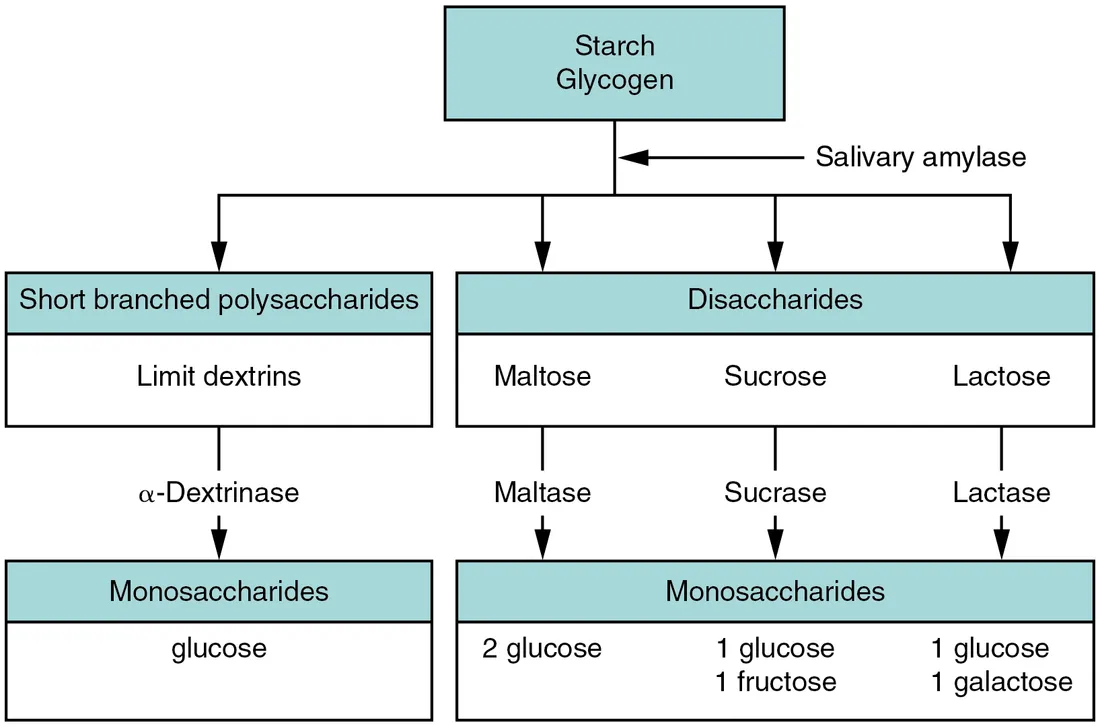 Starch
Glycogen
Salivary amylase
Short branched polysaccharides
Disaccharides
Limit dextrins
Maltose
Sucrose
Lactose
α-Dextrinase
Maltase
Sucrase
Lactase
Monosaccharides
Monosaccharides
glucose
2 glucose
1 glucose
1 fructose
1 glucose
1 galactose